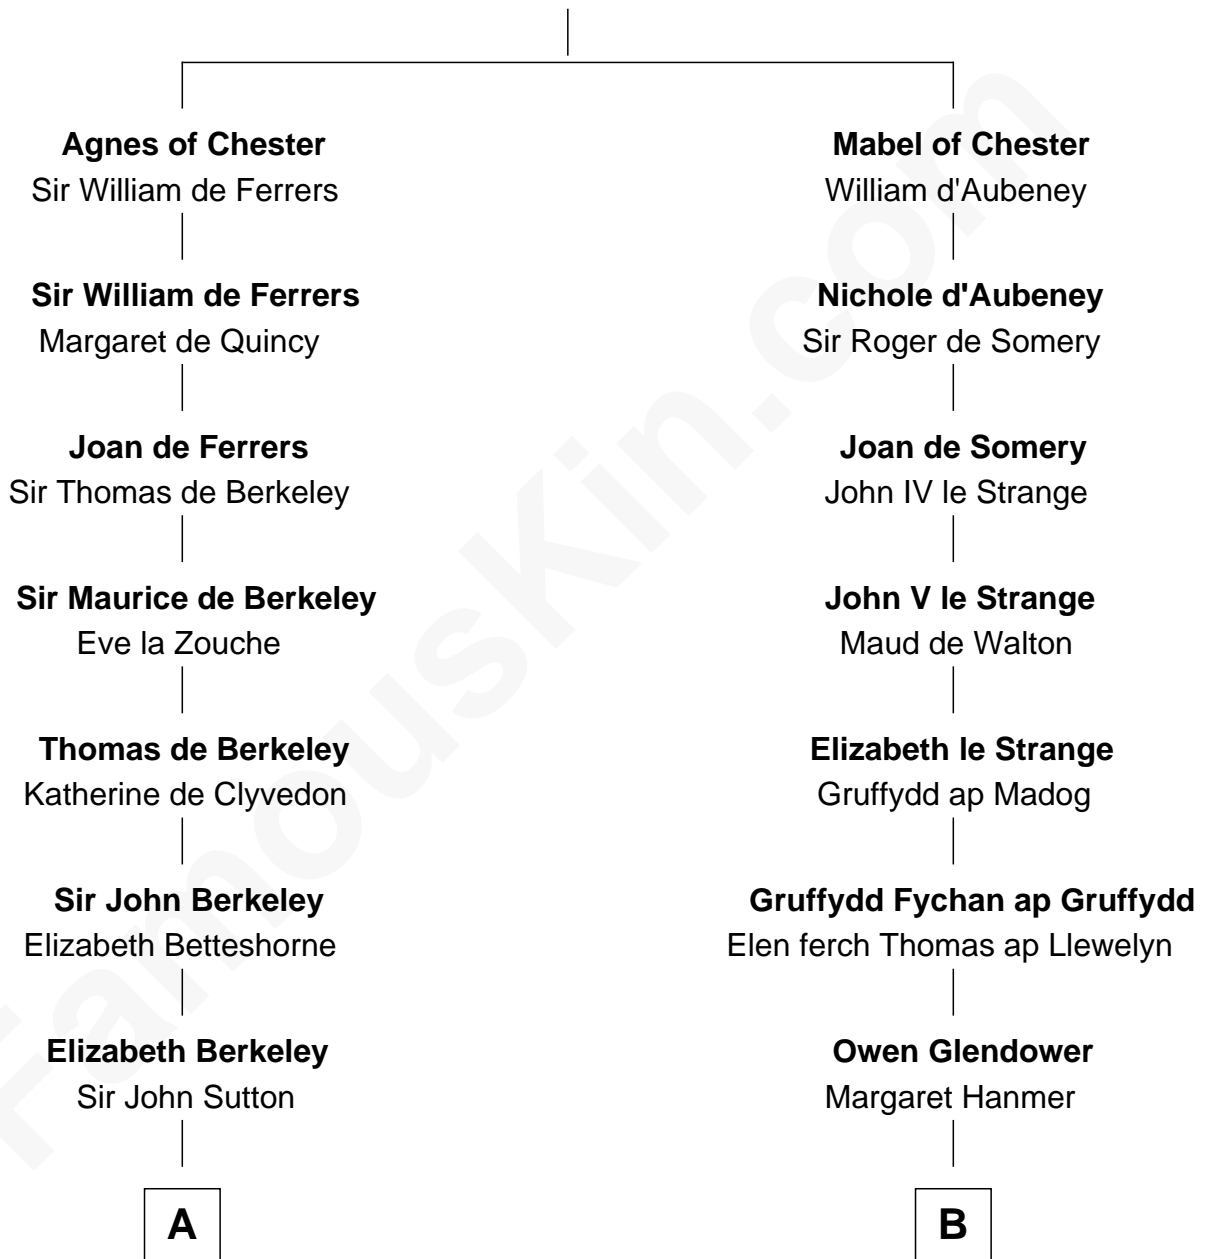 Agnes of Chester
Sir William de Ferrers
Sir William de Ferrers
Margaret de Quincy
Joan de Ferrers
Sir Thomas de Berkeley
Sir Maurice de Berkeley
Eve la Zouche
Thomas de Berkeley
Katherine de Clyvedon
Sir John Berkeley
Elizabeth Betteshorne
Elizabeth Berkeley
Sir John Sutton
A
Mabel of Chester
William d'Aubeney
Nichole d'Aubeney
Sir Roger de Somery
Joan de Somery
John IV le Strange
John V le Strange
Maud de Walton
Elizabeth le Strange
Gruffydd ap Madog
Gruffydd Fychan ap Gruffydd
Elen ferch Thomas ap Llewelyn
Owen Glendower
Margaret Hanmer
B
FamousKin.com